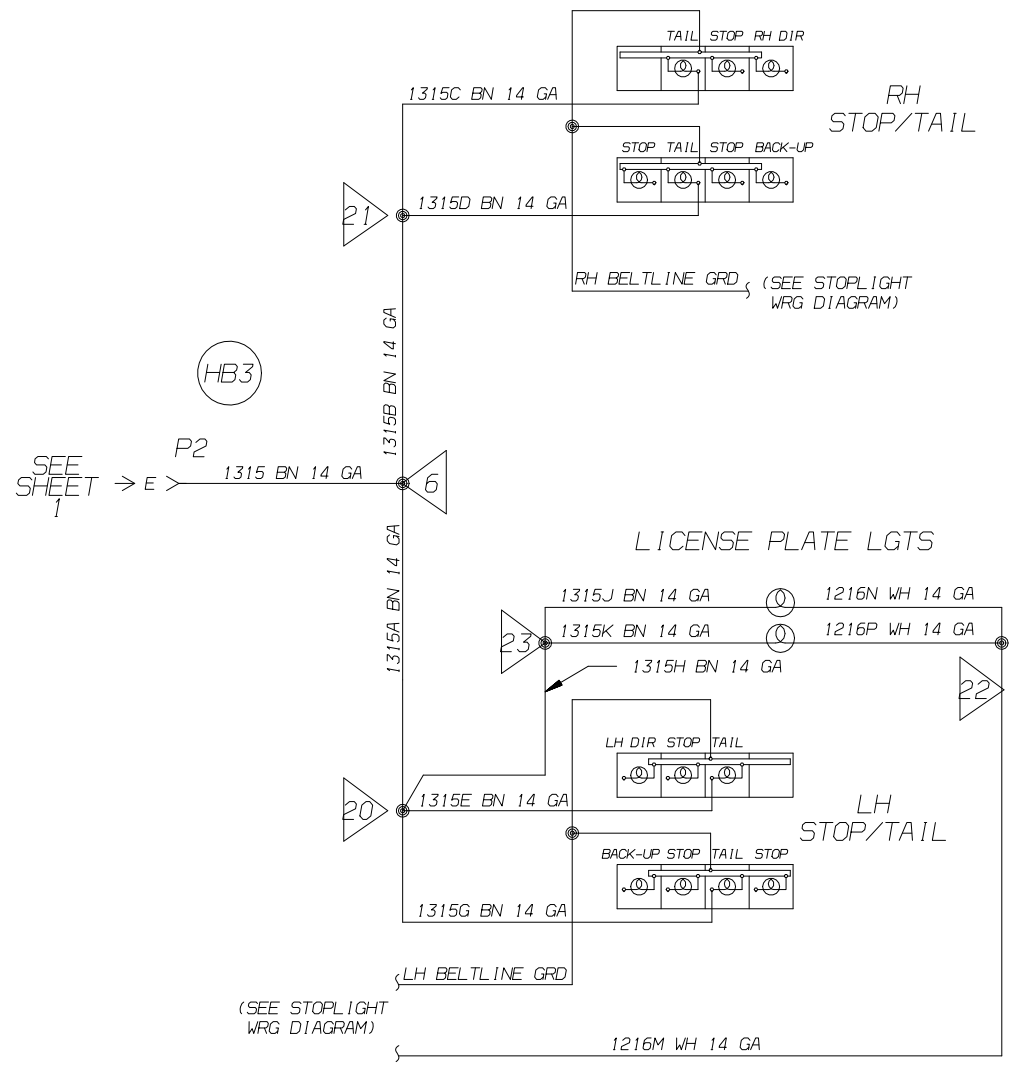 TAIL STOP RH DIR
1315C BN 14 GA
RH
STOP/TAIL
STOP TAIL STOP BACK-UP
21
1315D BN 14 GA
RH BELTLINE GRD
(SEE STOPLIGHT
WRG DIAGRAM)
1315B BN 14 GA
HB3
P2
SEE
SHEET
1
E
1315 BN 14 GA
6
1315A BN 14 GA
LICENSE PLATE LGTS
1315J BN 14 GA
1216N WH 14 GA
23
1315K BN 14 GA
1216P WH 14 GA
1315H BN 14 GA
22
LH DIR STOP TAIL
20
1315E BN 14 GA
LH
STOP/TAIL
BACK-UP STOP TAIL STOP
1315G BN 14 GA
LH BELTLINE GRD
(SEE STOPLIGHT
WRG DIAGRAM)
1216M WH 14 GA